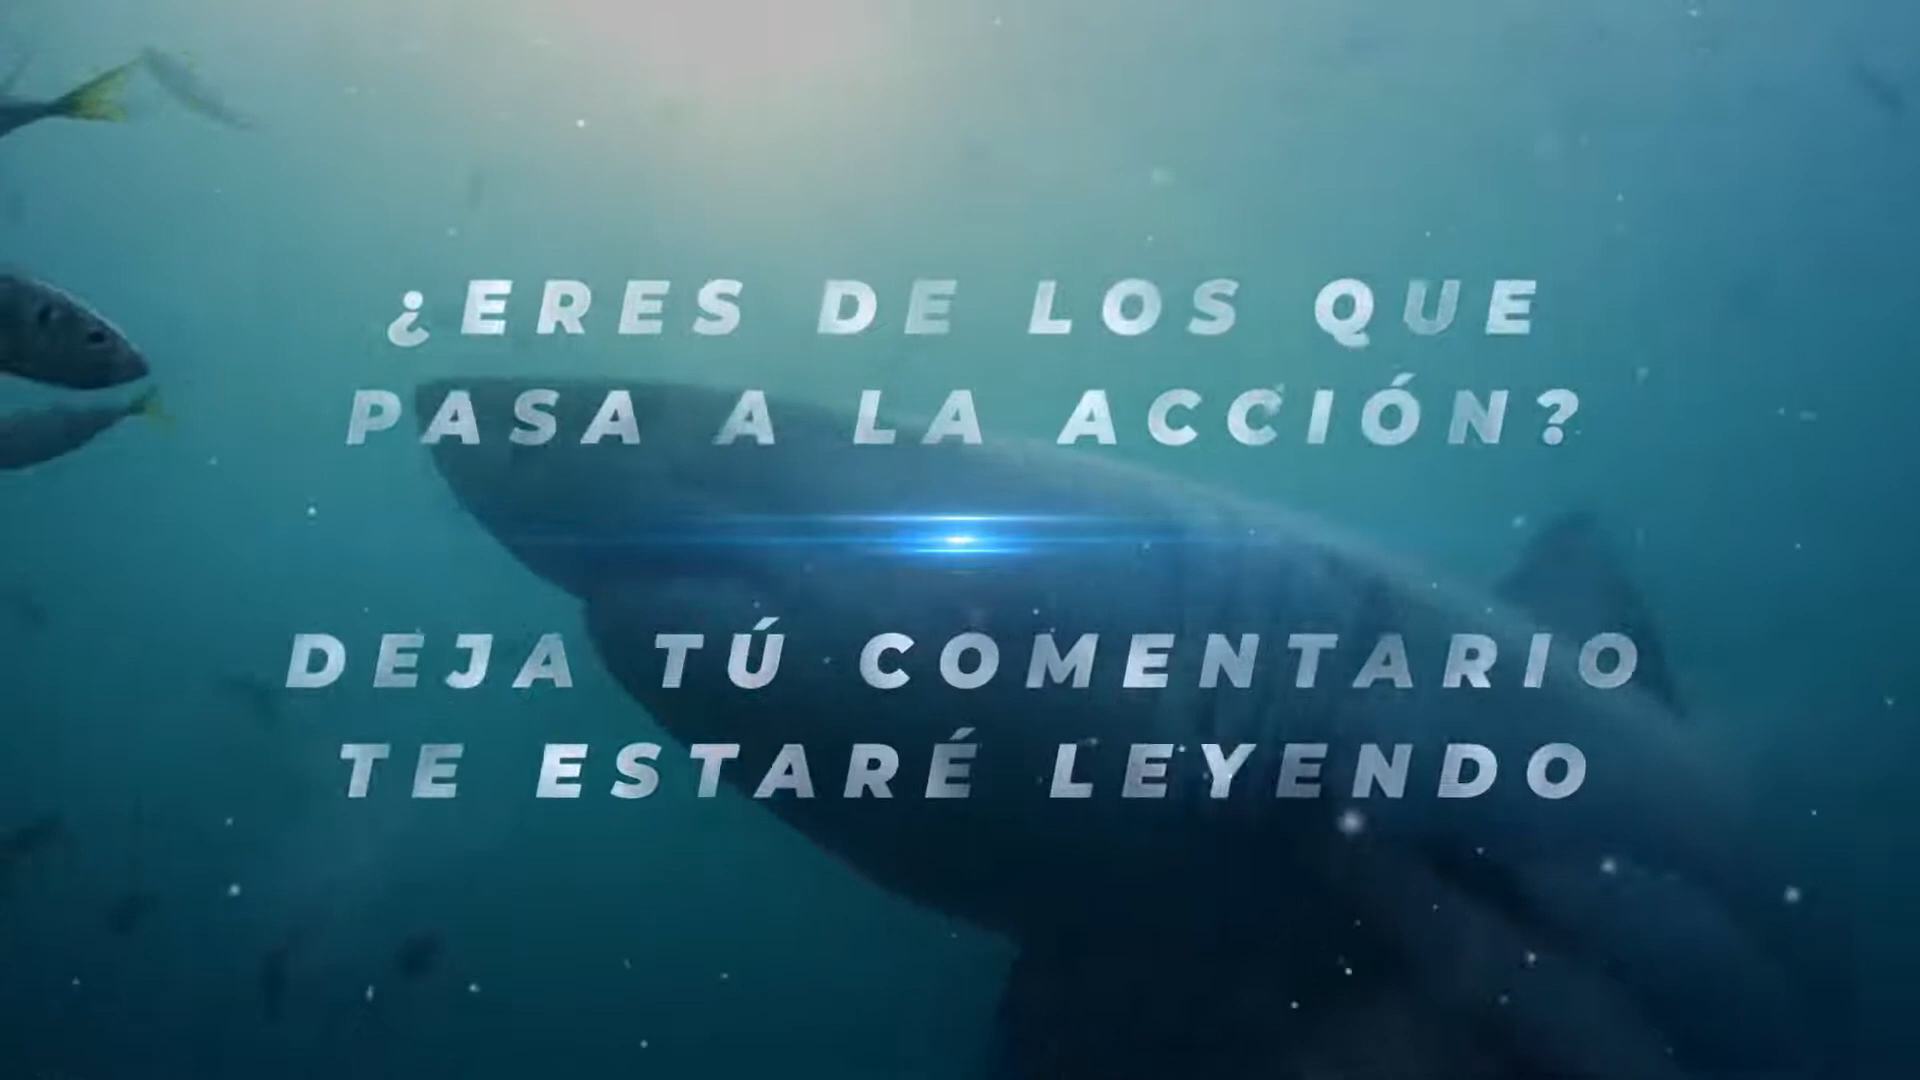 ¿ERES DE LOS QUE
PASA A LA ACCIÓN?
DEJA TÚ COMENTARIO
TE ESTARÉ LEYENDO